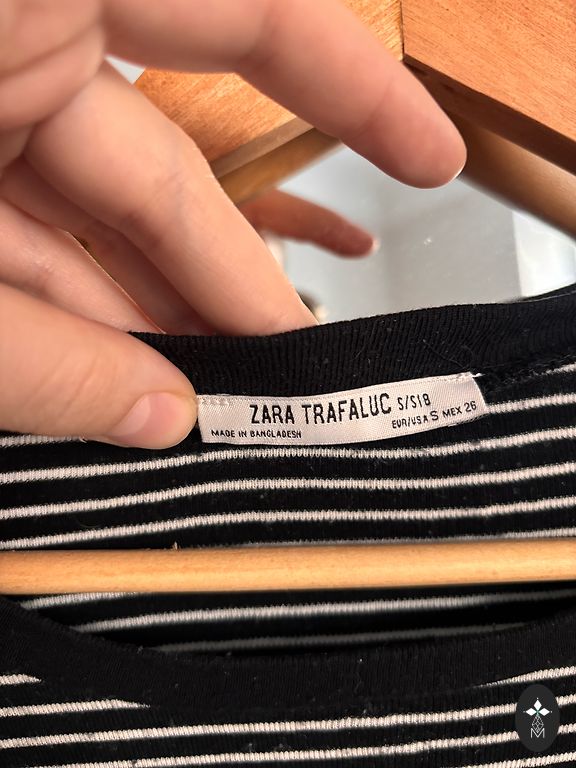 ZARA TRAFALUC S/S18
MADE IN BANGLADESH
EUR/USA S MEX 26